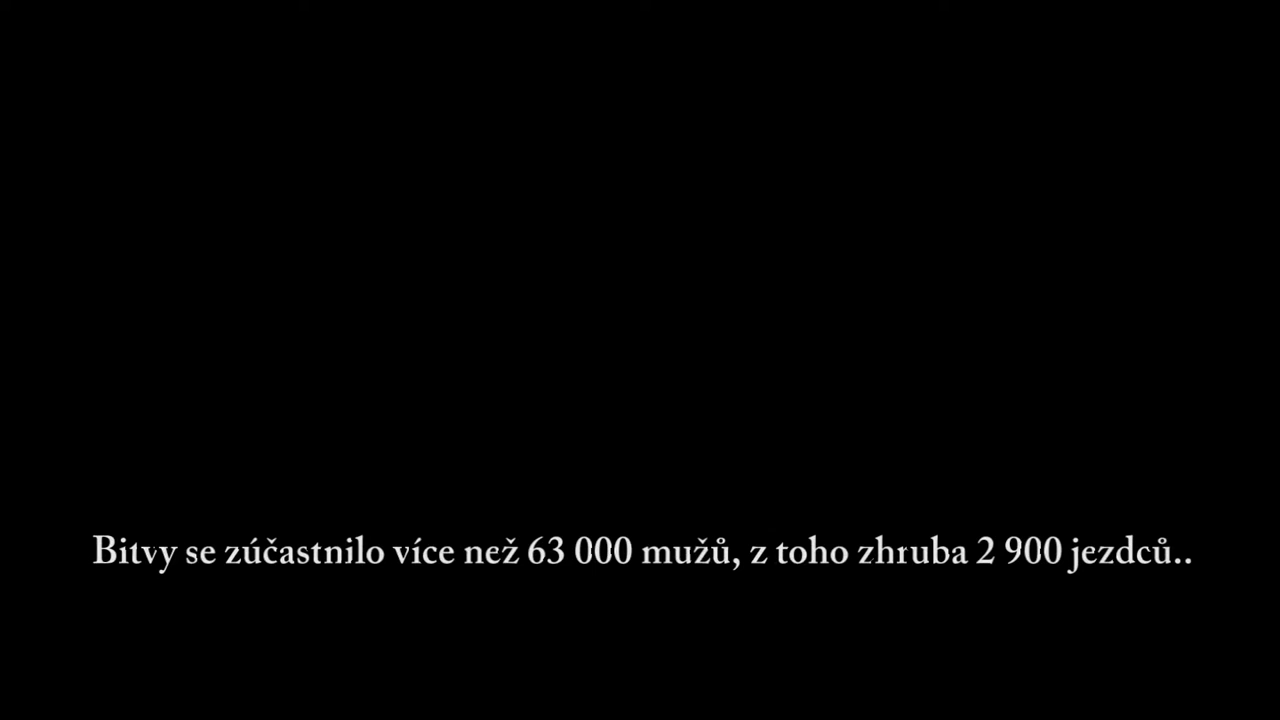 Bitvy se zúčastnilo více než 63 000 mužů, z toho zhruba 2 900 jezdců..